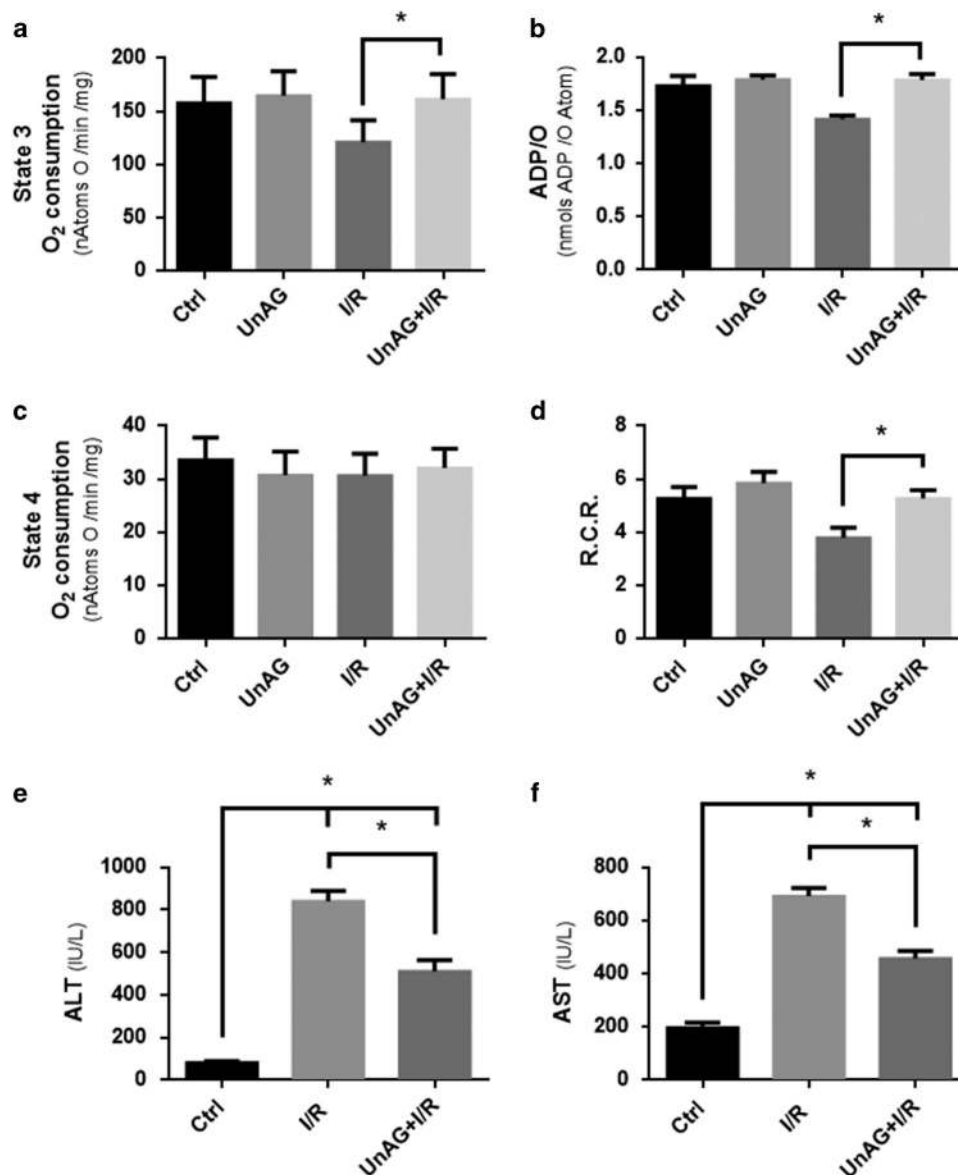 a
State 3
O₂ consumption
(nAtoms O /min /mg)
200
150
100
50
0
*
Ctrl
UnAG
I/R
UnAG+I/R
b
ADP/O
(nmols ADP /O Atom)
2.0
1.5
1.0
0.5
0.0
*
Ctrl
UnAG
I/R
UnAG+I/R
c
State 4
O₂ consumption
(nAtoms O /min /mg)
40
30
20
10
0
Ctrl
UnAG
I/R
UnAG+I/R
d
R.C.R.
8
6
4
2
0
*
Ctrl
UnAG
I/R
UnAG+I/R
e
ALT (IU/L)
1000
800
600
400
200
0
*
*
Ctrl
I/R
UnAG+I/R
f
AST (IU/L)
800
600
400
200
0
*
*
Ctrl
I/R
UnAG+I/R